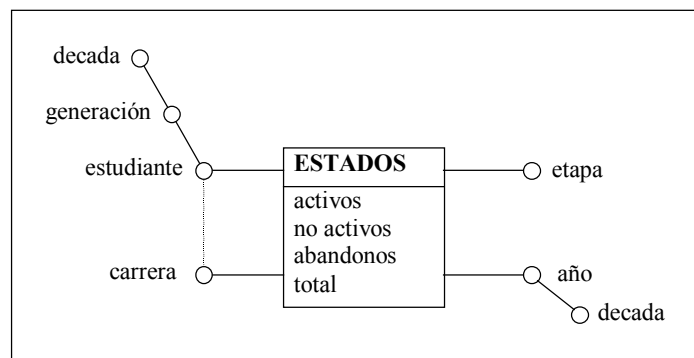 decada
generación
estudiante
carrera
ESTADOS
activos
no activos
abandonos
total
etapa
año
decada